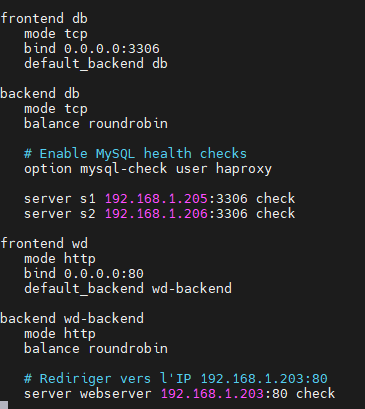 frontend db
mode tcp
bind 0.0.0.0:3306
default_backend db
backend db
mode tcp
balance roundrobin
# Enable MySQL health checks
option mysql-check user haproxy
server s1 192.168.1.205:3306 check
server s2 192.168.1.206:3306 check
frontend wd
mode http
bind 0.0.0.0:80
default_backend wd-backend
backend wd-backend
mode http
balance roundrobin
# Rediriger vers l'IP 192.168.1.203:80
server webserver 192.168.1.203:80 check